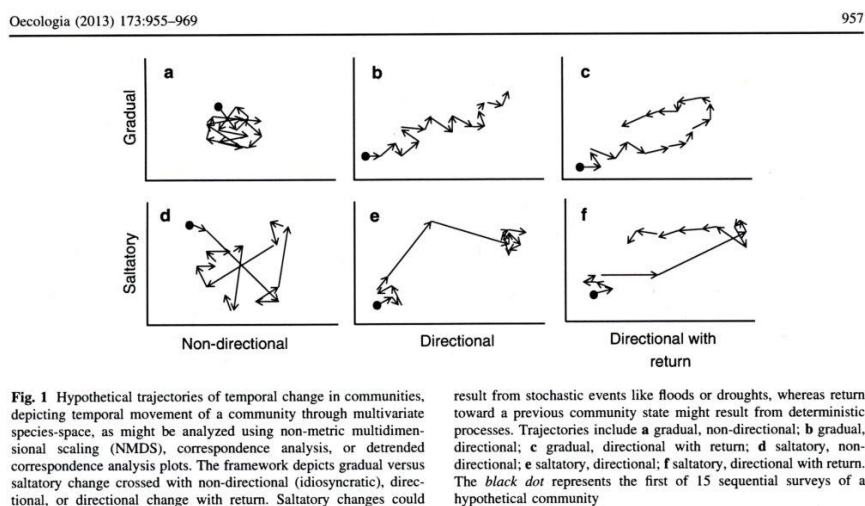 Oecologia (2013) 173:955–969
957
a
b
c
Gradual
d
e
f
Saltatory
Non-directional
Directional
Directional with
return
Fig. 1 Hypothetical trajectories of temporal change in communities,
depicting temporal movement of a community through multivariate
species-space, as might be analyzed using non-metric multidimen-
sional scaling (NMDS), correspondence analysis, or detrended
correspondence analysis plots. The framework depicts gradual versus
saltatory change crossed with non-directional (idiosyncratic), direc-
tional, or directional change with return. Saltatory changes could
result from stochastic events like floods or droughts, whereas return
toward a previous community state might result from deterministic
processes. Trajectories include a gradual, non-directional; b gradual,
directional; c gradual, directional with return; d saltatory, non-
directional; e saltatory, directional; f saltatory, directional with return.
The black dot represents the first of 15 sequential surveys of a
hypothetical community